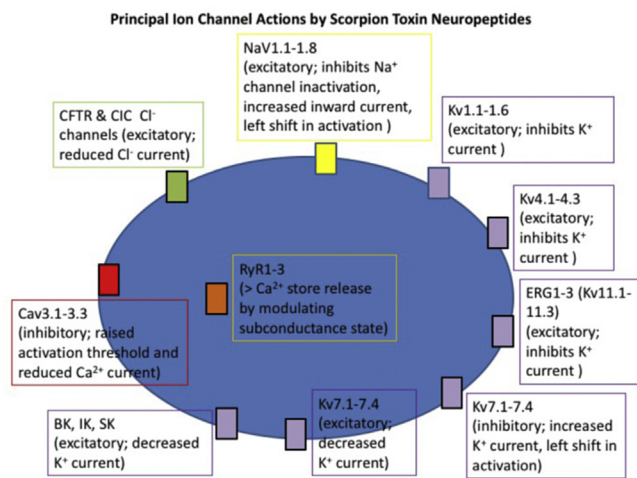 Principal Ion Channel Actions by Scorpion Toxin Neuropeptides
NaV1.1-1.8
(excitatory; inhibits Na⁺
channel inactivation,
increased inward current,
left shift in activation )
CFTR & CIC Cl⁻
channels (excitatory;
reduced Cl⁻ current)
Kv1.1-1.6
(excitatory; inhibits K⁺
current )
Kv4.1-4.3
(excitatory;
inhibits K⁺
current )
RyR1-3
(> Ca²⁺ store release
by modulating
subconductance state)
ERG1-3 (Kv11.1-
11.3)
(excitatory;
inhibits K⁺
current )
Cav3.1-3.3
(inhibitory; raised
activation threshold and
reduced Ca²⁺ current)
BK, IK, SK
(excitatory; decreased
K⁺ current)
Kv7.1-7.4
(excitatory;
decreased
K⁺ current)
Kv7.1-7.4
(inhibitory; increased
K⁺ current, left shift in
activation)